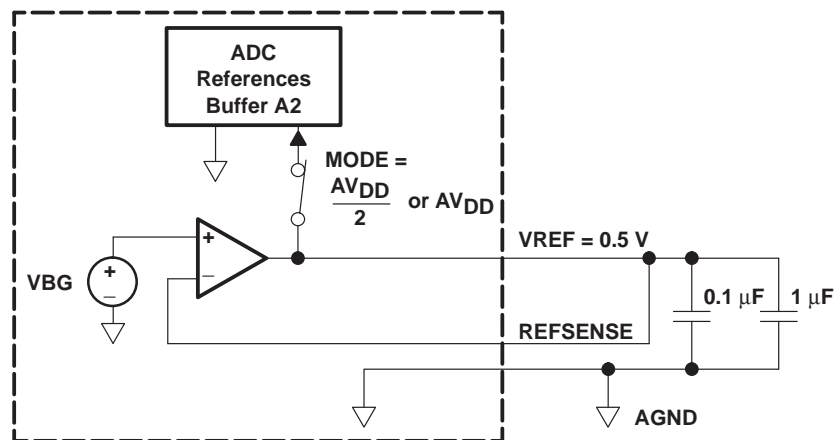 ADC
References
Buffer A2
MODE =
AVDD
2
or AVDD
+
−
VBG
+
−
VREF = 0.5 V
0.1 μF
1 μF
REFSENSE
AGND